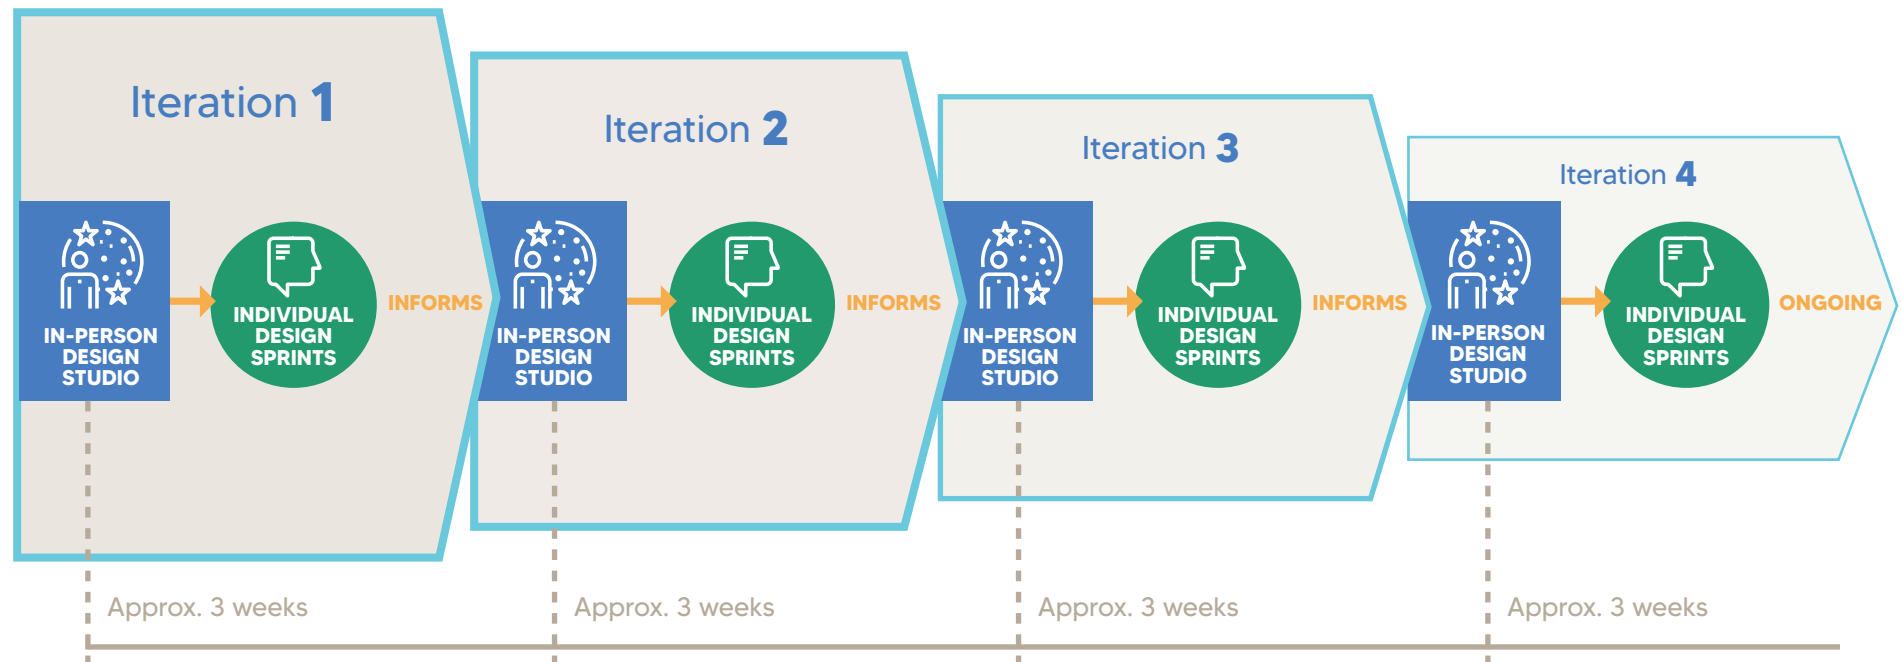 Iteration 1
IN-PERSON
DESIGN
STUDIO
INDIVIDUAL
DESIGN
SPRINTS
INFORMS
Iteration 2
IN-PERSON
DESIGN
STUDIO
INDIVIDUAL
DESIGN
SPRINTS
INFORMS
Iteration 3
IN-PERSON
DESIGN
STUDIO
INDIVIDUAL
DESIGN
SPRINTS
INFORMS
Iteration 4
IN-PERSON
DESIGN
STUDIO
INDIVIDUAL
DESIGN
SPRINTS
ONGOING
Approx. 3 weeks
Approx. 3 weeks
Approx. 3 weeks
Approx. 3 weeks